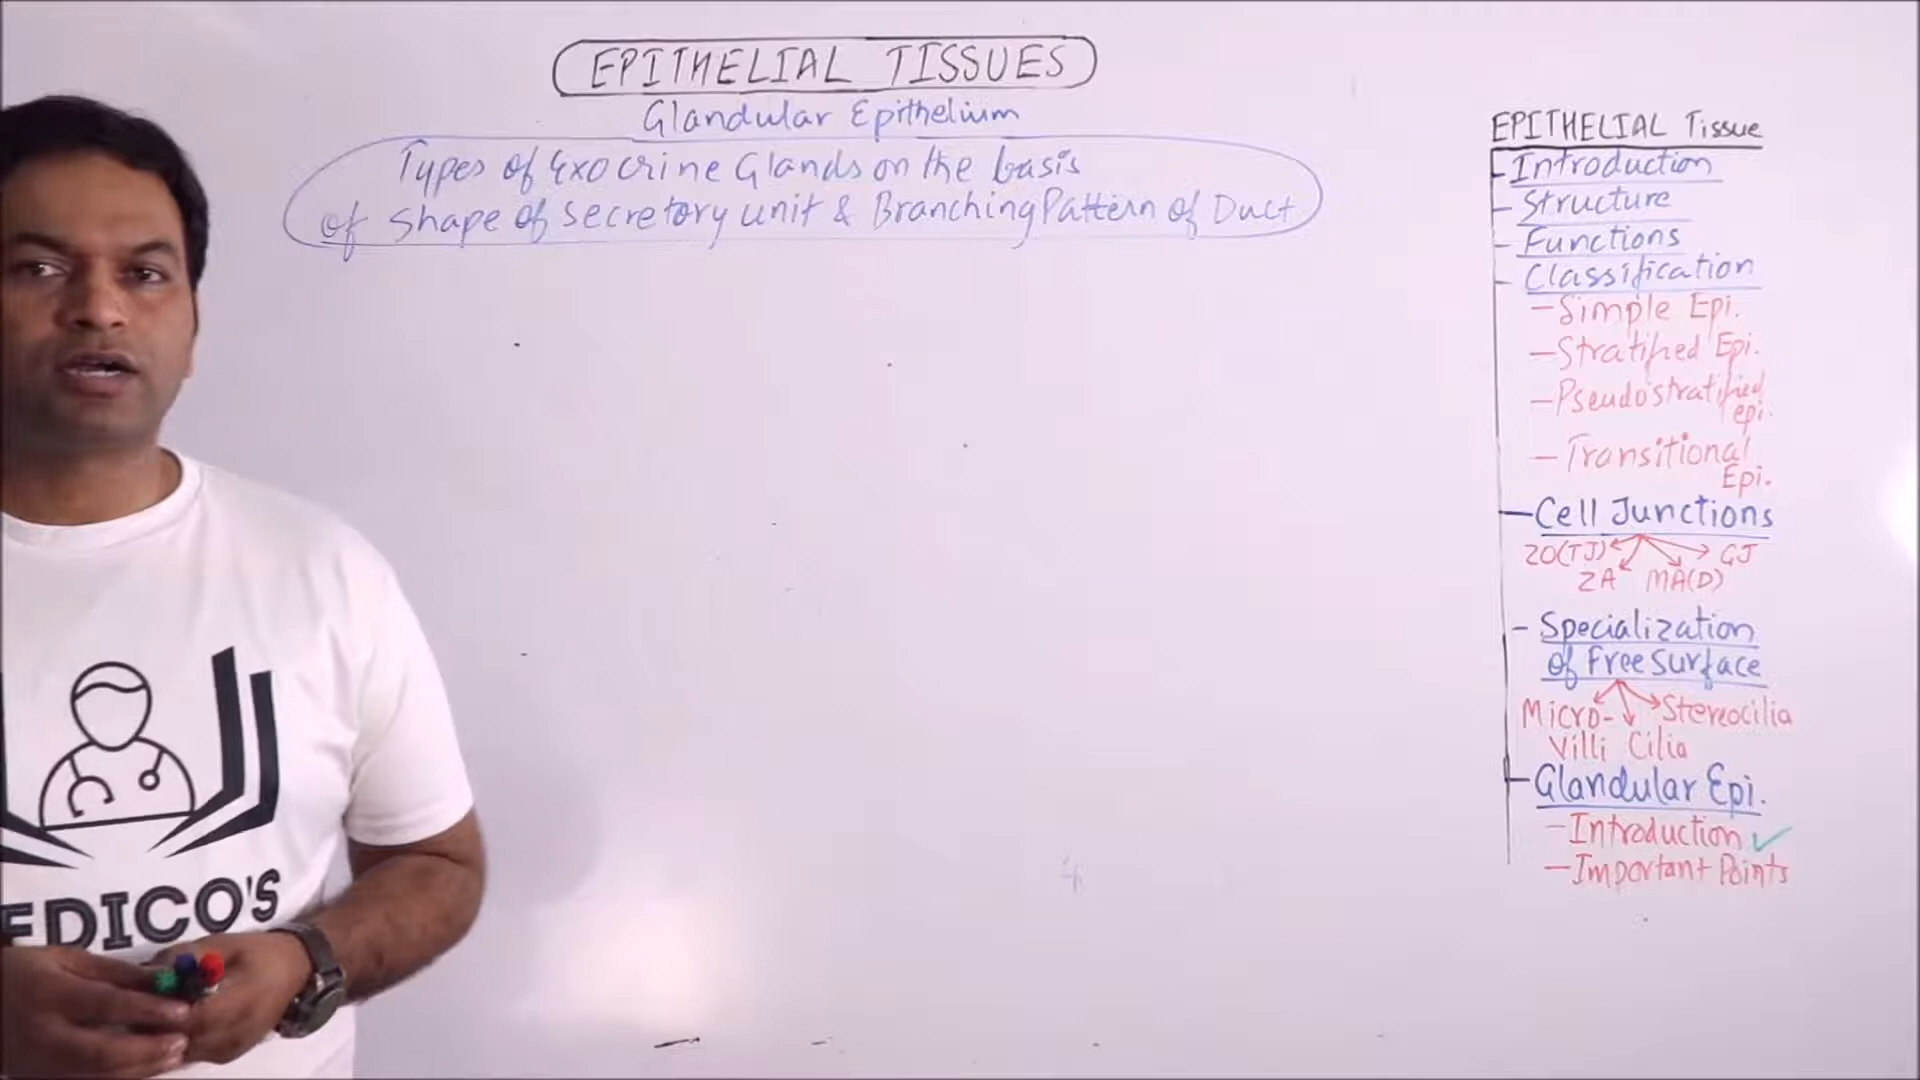 EPITHELIAL TISSUES
Glandular Epithelium
Types of Exocrine Glands on the basis
of Shape of Secretory unit & Branching Pattern of Duct
EPITHELIAL Tissue
- Introduction
- Structure
- Functions
- Classification
- Simple Epi.
- Stratified Epi.
- Pseudostratified
epi.
- Transitional
Epi.
- Cell Junctions
ZO(TJ) GJ
ZA MA(D)
- Specialization
of Free Surface
Micro- Stereocilia
Villi Cilia
- Glandular Epi.
- Introduction ✓
- Important Points
EDICO'S